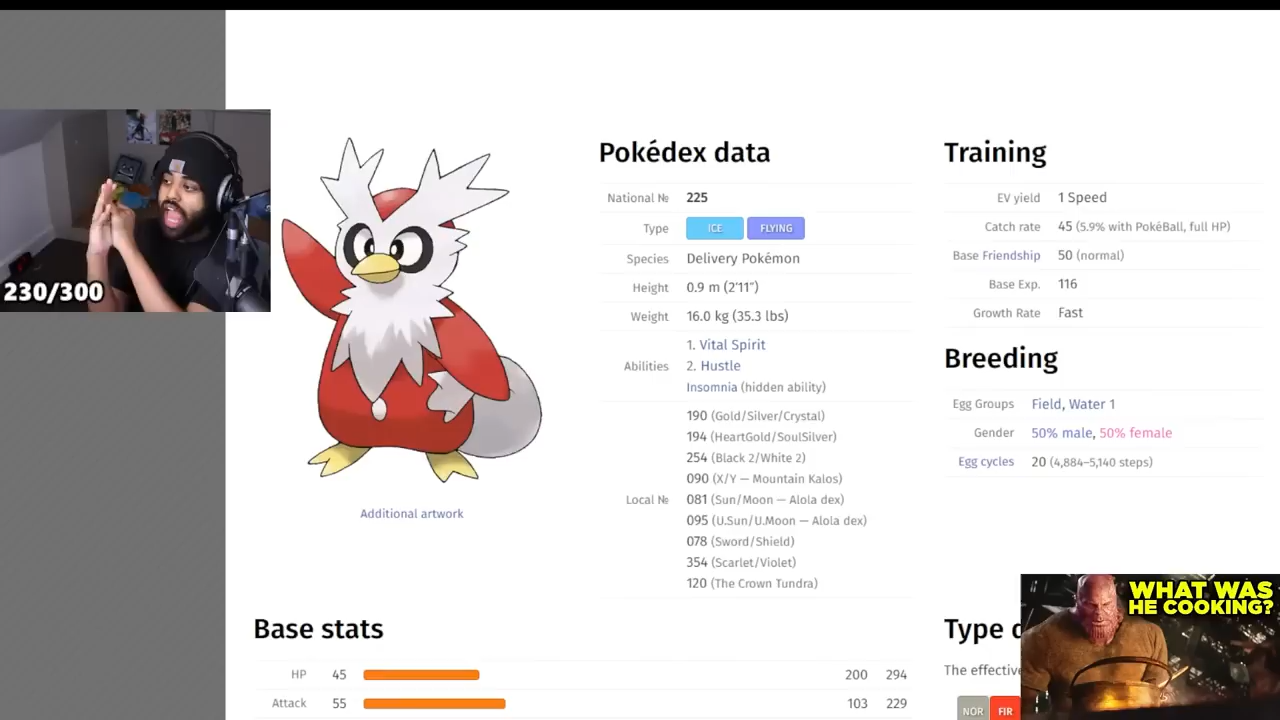 230/300
Additional artwork
Pokédex data
National № 225
Type ICE FLYING
Species Delivery Pokémon
Height 0.9 m (2′11″)
Weight 16.0 kg (35.3 lbs)
Abilities 1. Vital Spirit
2. Hustle
Insomnia (hidden ability)
Local № 190 (Gold/Silver/Crystal)
194 (HeartGold/SoulSilver)
254 (Black 2/White 2)
090 (X/Y — Mountain Kalos)
081 (Sun/Moon — Alola dex)
095 (U.Sun/U.Moon — Alola dex)
078 (Sword/Shield)
354 (Scarlet/Violet)
120 (The Crown Tundra)
Training
EV yield 1 Speed
Catch rate 45 (5.9% with PokéBall, full HP)
Base Friendship 50 (normal)
Base Exp. 116
Growth Rate Fast
Breeding
Egg Groups Field, Water 1
Gender 50% male, 50% female
Egg cycles 20 (4,884–5,140 steps)
Base stats
HP 45 200 294
Attack 55 103 229
Type d
The effective
NOR FIR
WHAT WAS
HE COOKING?